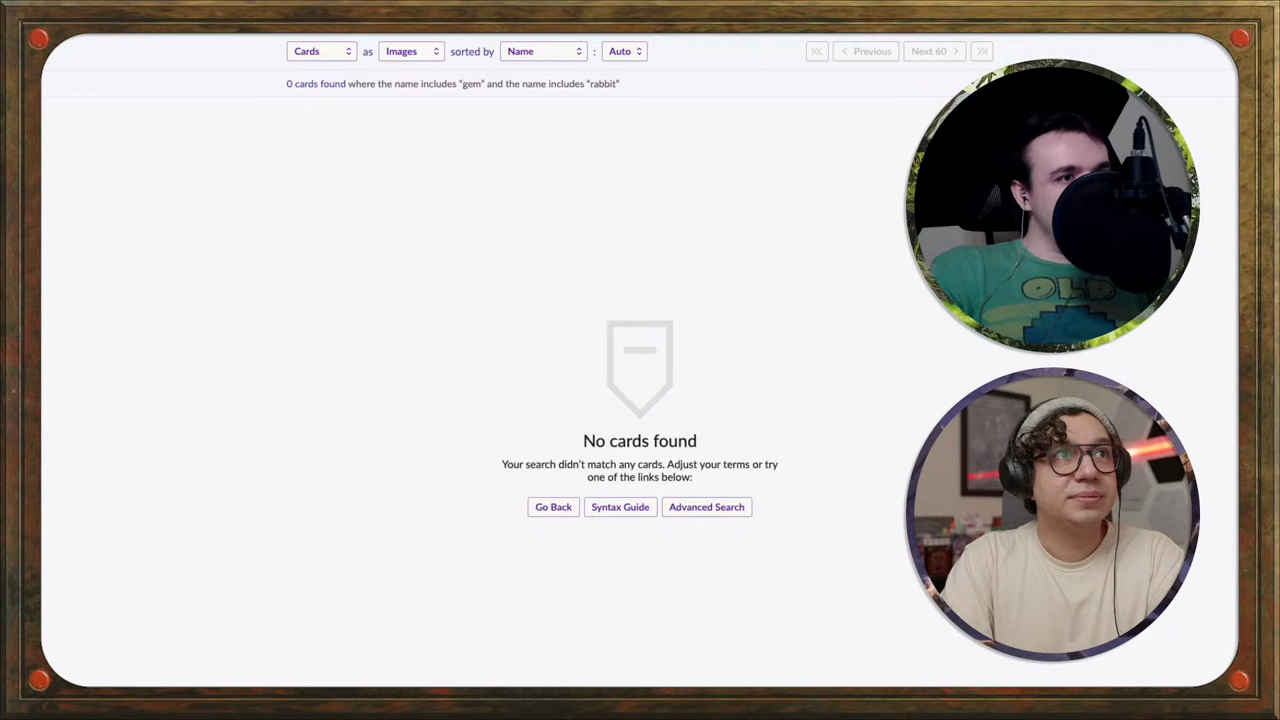 Cards as Images sorted by Name : Auto
Previous Next 60
0 cards found where the name includes “gem” and the name includes “rabbit”
OLD
No cards found
Your search didn’t match any cards. Adjust your terms or try
one of the links below:
Go Back Syntax Guide Advanced Search